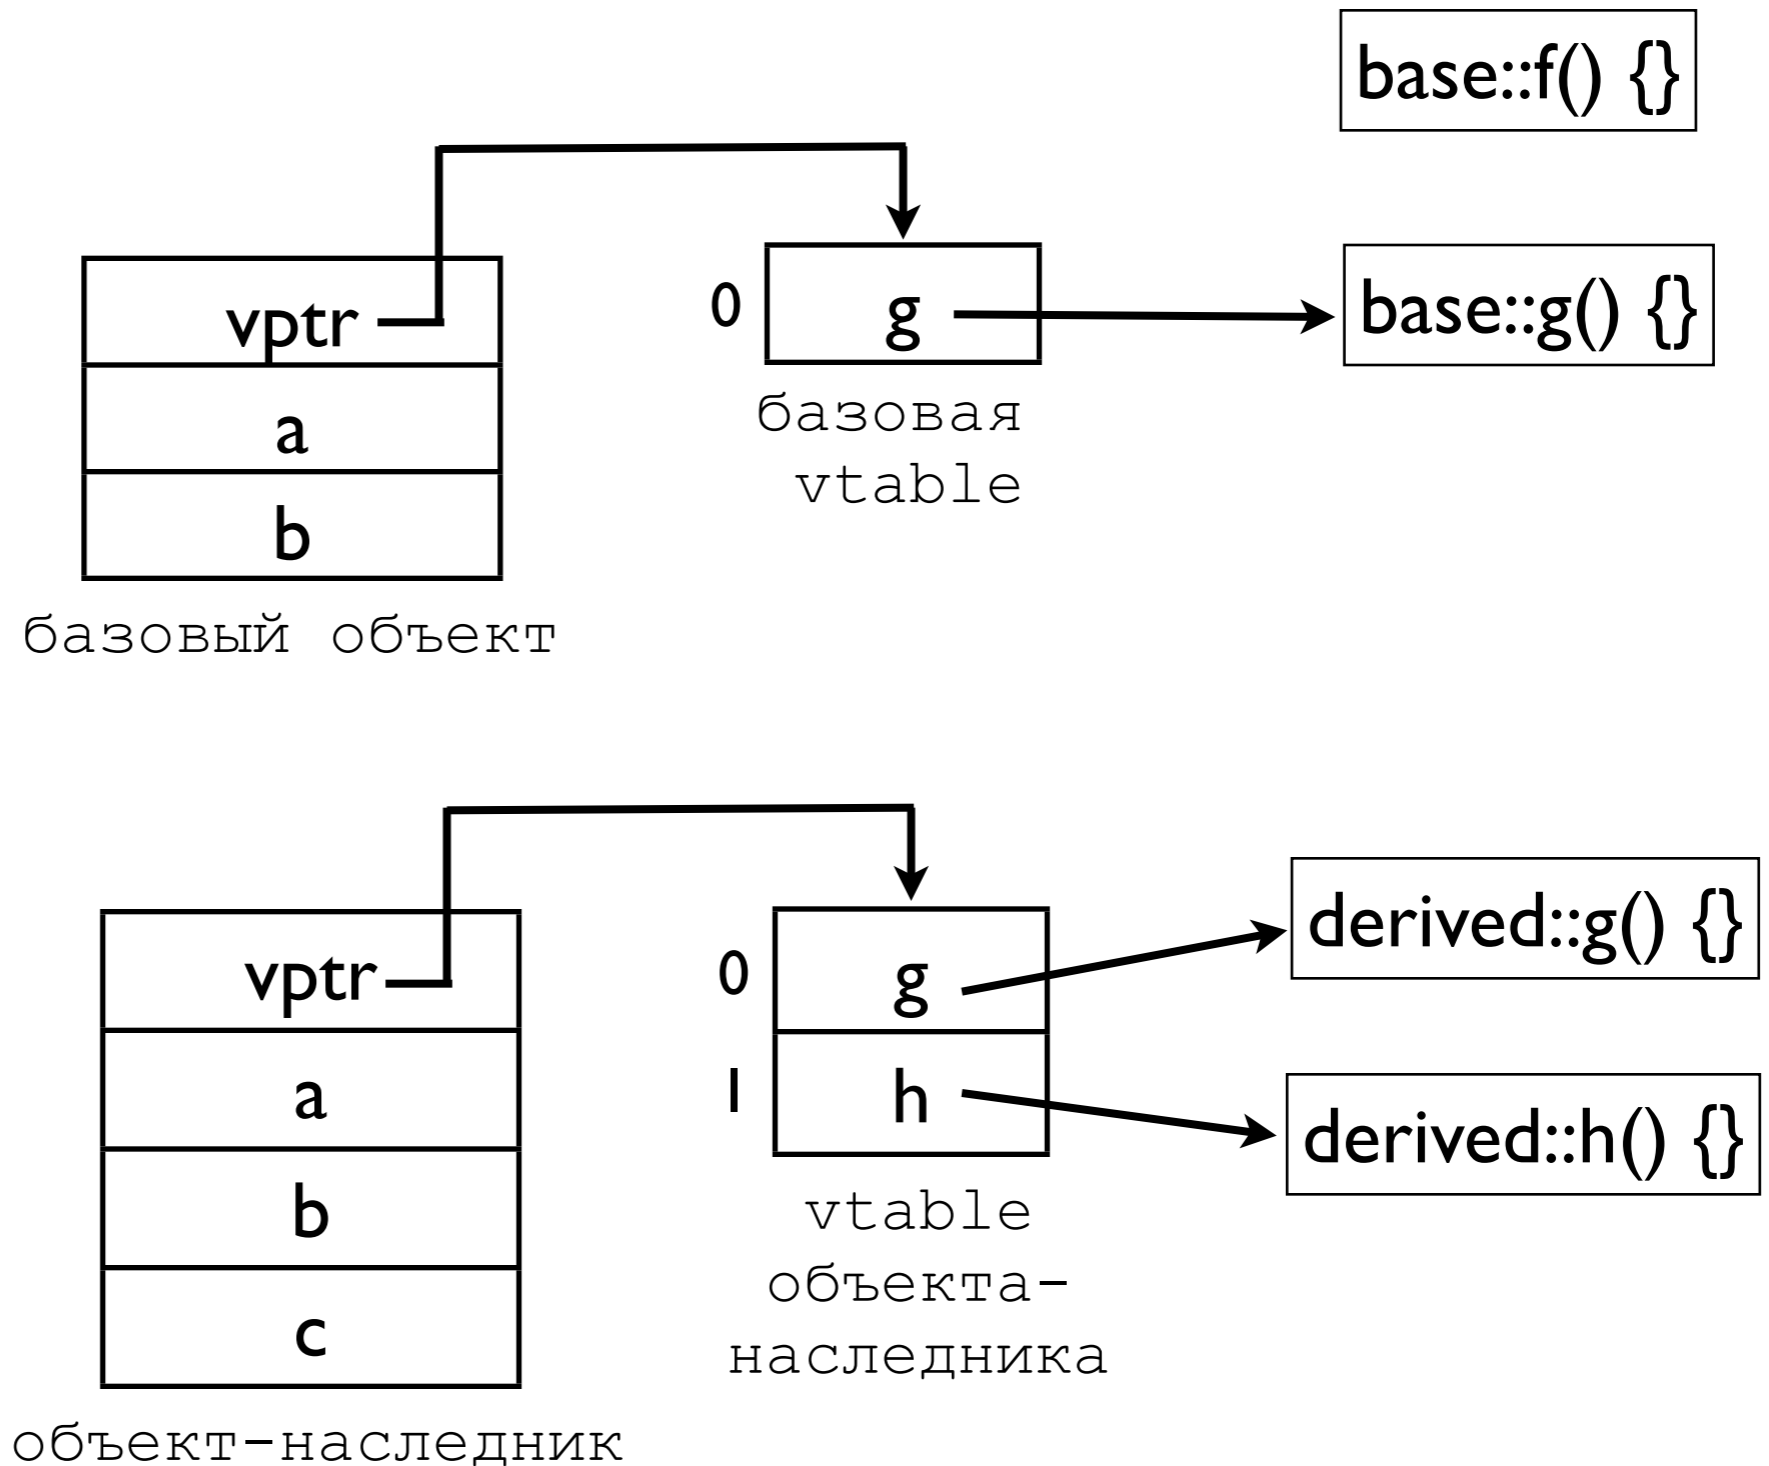 base::f() {}
vptr
a
b
базовый объект
0
g
базовая
vtable
base::g() {}
vptr
a
b
c
объект-наследник
0
g
1
h
vtable
объекта-
наследника
derived::g() {}
derived::h() {}